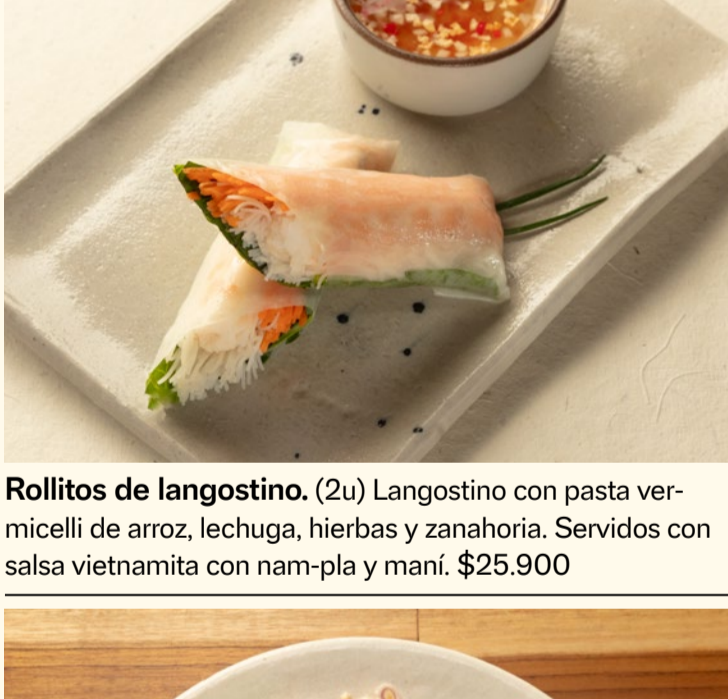 Rollitos de langostino. (2u) Langostino con pasta ver-
micelli de arroz, lechuga, hierbas y zanahoria. Servidos con
salsa vietnamita con nam-pla y maní. $25.900